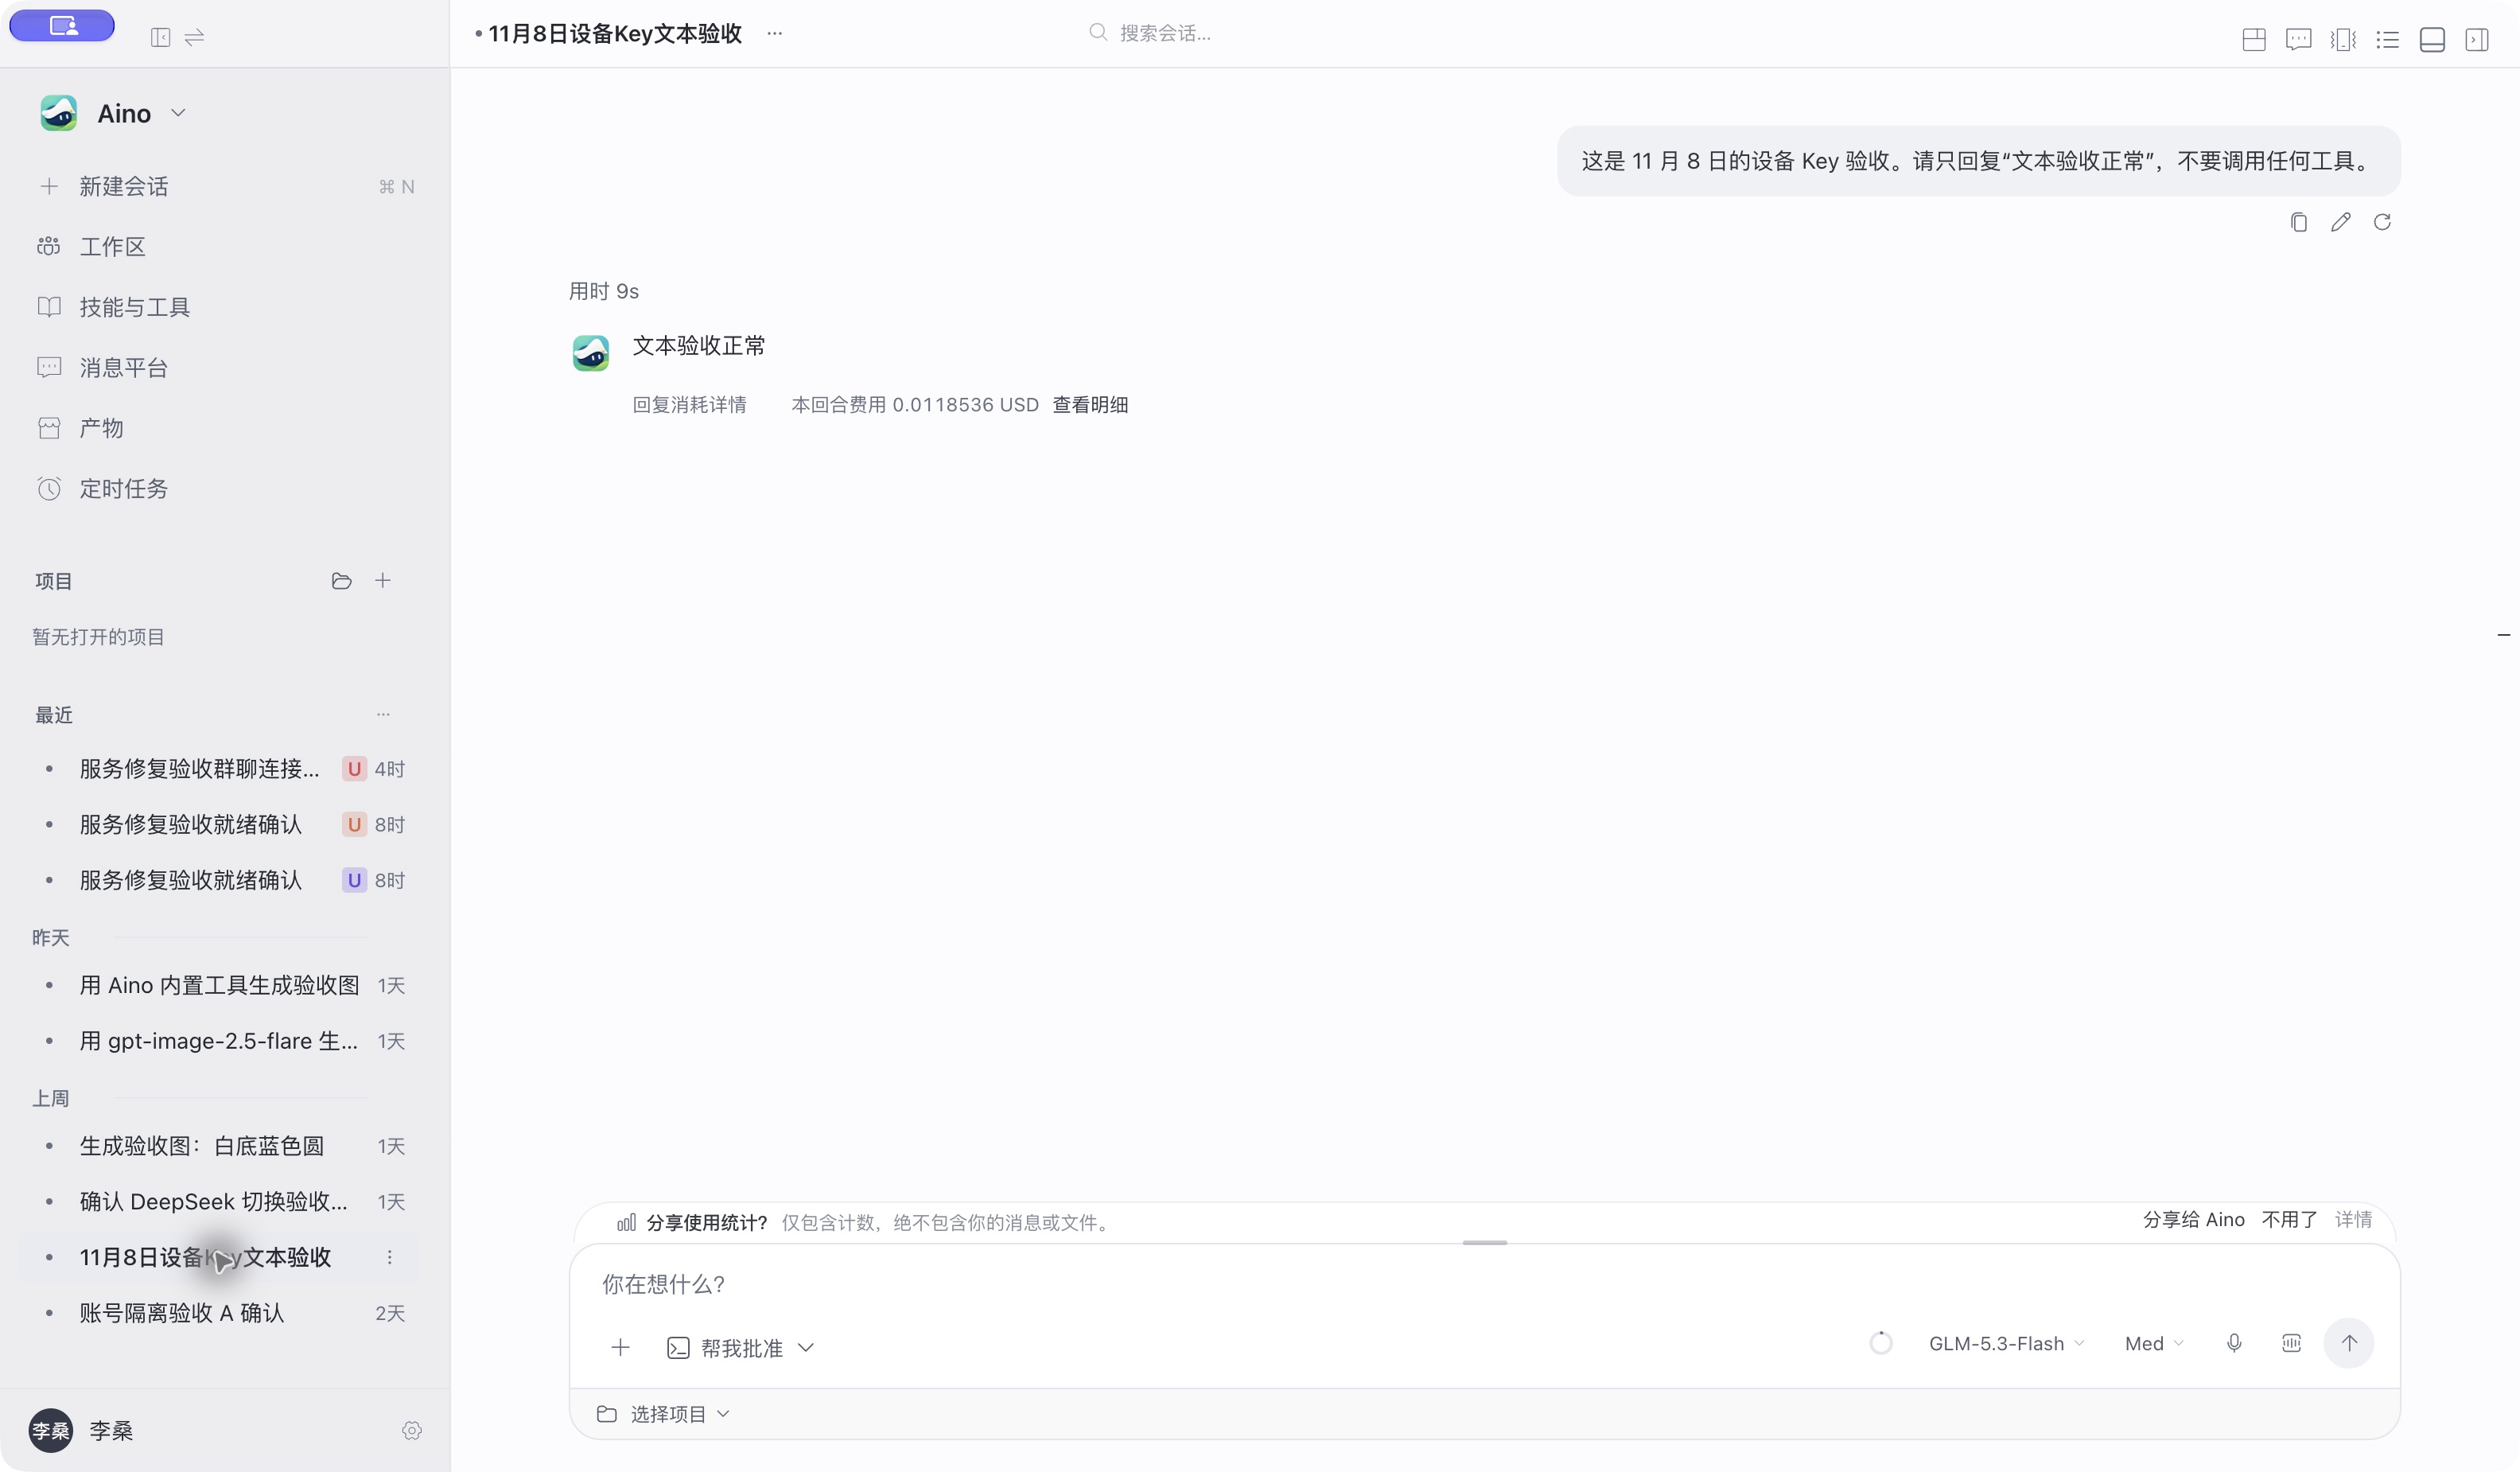 11月8日设备Key文本验收
搜索会话...
Aino
新建会话 ⌘ N
工作区
技能与工具
消息平台
产物
定时任务
项目
暂无打开的项目
最近
服务修复验收群聊连接... U 4时
服务修复验收就绪确认 U 8时
服务修复验收就绪确认 U 8时
昨天
用 Aino 内置工具生成验收图 1天
用 gpt-image-2.5-flare 生... 1天
上周
生成验收图：白底蓝色圆 1天
确认 DeepSeek 切换验收... 1天
11月8日设备Key文本验收
账号隔离验收 A 确认 2天
李桑 李桑
这是 11 月 8 日的设备 Key 验收。请只回复“文本验收正常”，不要调用任何工具。
用时 9s
文本验收正常
回复消耗详情 本回合费用 0.0118536 USD 查看明细
分享使用统计? 仅包含计数，绝不包含你的消息或文件。 分享给 Aino 不用了 详情
你在想什么?
帮我批准 GLM-5.3-Flash Med
选择项目